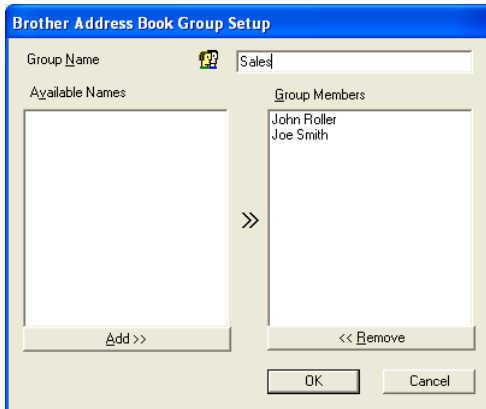 Brother Address Book Group Setup
Group Name
Sales
Available Names
Group Members
John Roller
Joe Smith
Add >>
<< Remove
OK
Cancel